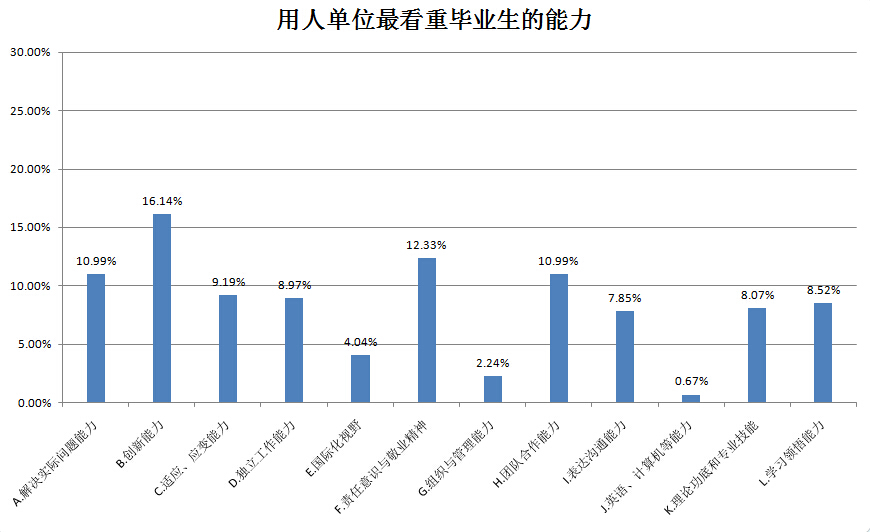 用人单位最看重毕业生的能力
30.00%
25.00%
20.00%
15.00%
10.00%
5.00%
0.00%
10.99%
16.14%
9.19%
8.97%
4.04%
12.33%
2.24%
10.99%
7.85%
0.67%
8.07%
8.52%
A.解决实际问题能力
B.创新能力
C.适应、应变能力
D.独立工作能力
E.国际化视野
F.责任意识与敬业精神
G.组织与管理能力
H.团队合作能力
I.表达沟通能力
J.英语、计算机等能力
K.理论功底和专业技能
L.学习领悟能力